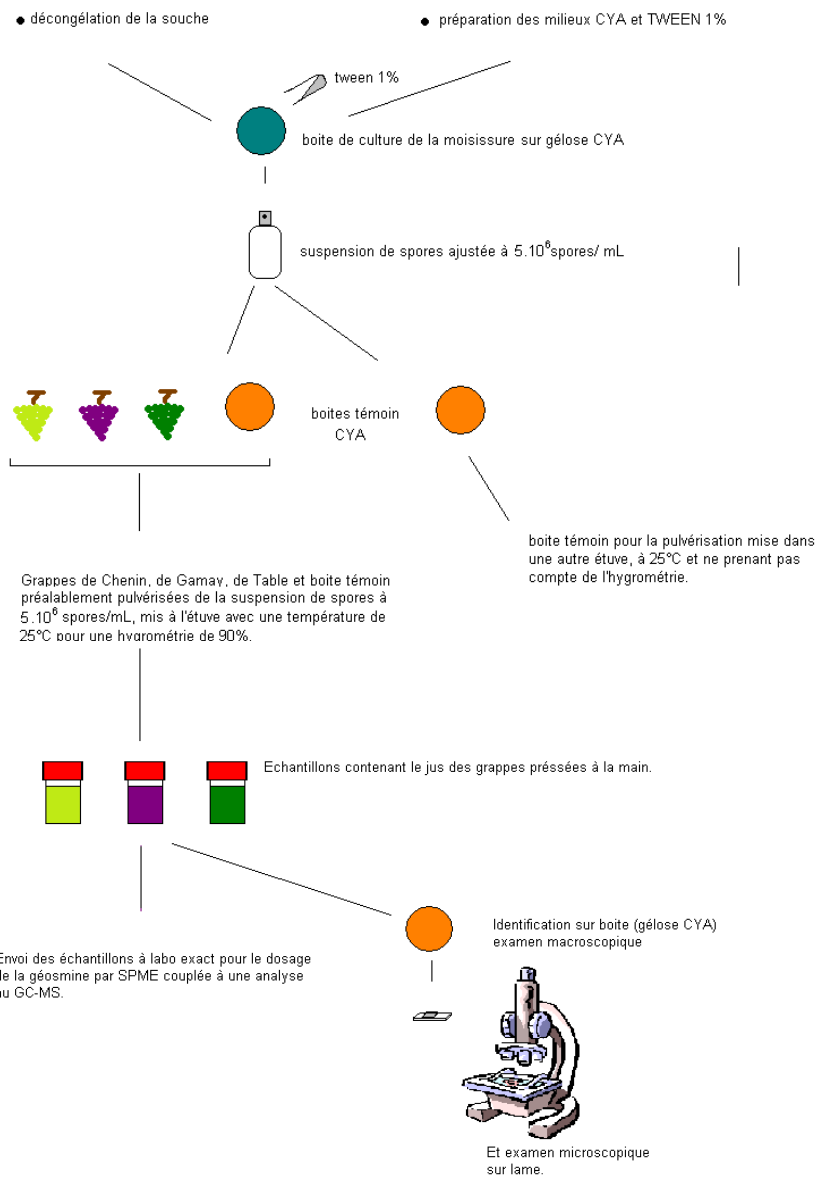 décongélation de la souche
préparation des milieux CYA et TWEEN 1%
tween 1%
boite de culture de la moisissure sur gélose CYA
suspension de spores ajustée à 5.10⁶spores/ mL
boites témoin
CYA
boite témoin pour la pulvérisation mise dans
une autre étuve, à 25°C et ne prenant pas
compte de l'hygrométrie.
Grappes de Chenin, de Gamay, de Table et boite témoin
préalablement pulvérisées de la suspension de spores à
5.10⁶ spores/mL, mis à l'étuve avec une température de
25°C pour une hygrométrie de 90%.
Echantillons contenant le jus des grappes préssées à la main.
Identification sur boite (gélose CYA)
examen macroscopique
Envoi des échantillons à labo exact pour le dosage
de la géosmine par SPME couplée à une analyse
au GC-MS.
Et examen microscopique
sur lame.